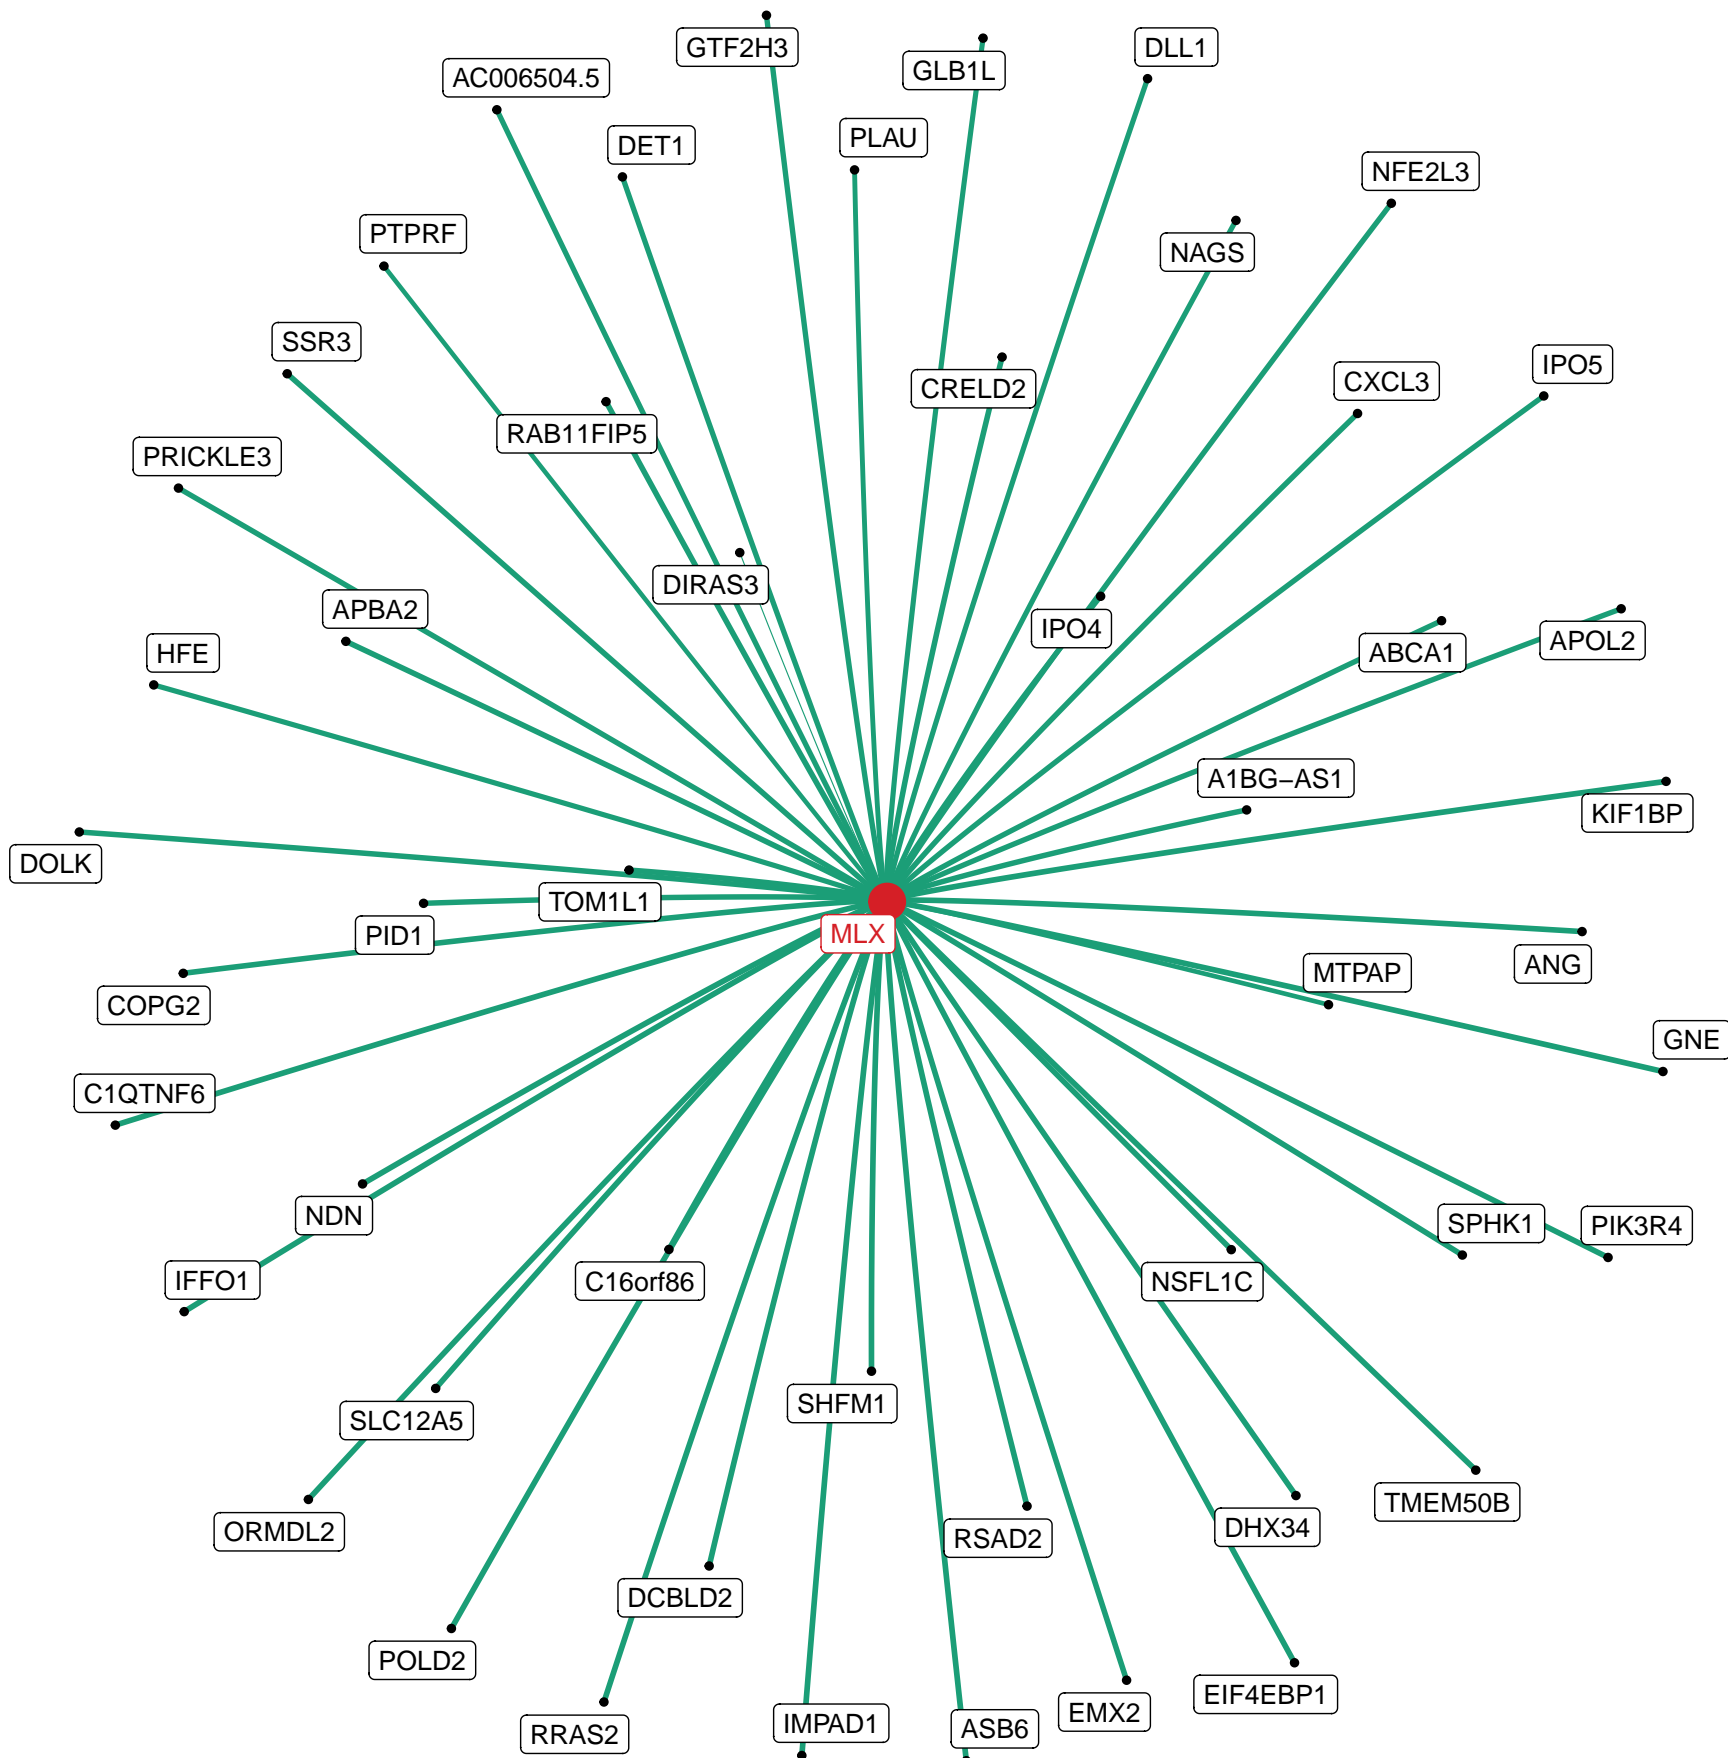 GTF2H3
DLL1
GLB1L
AC006504.5
PLAU
DET1
NFE2L3
PTPRF
NAGS
SSR3
IPO5
CXCL3
CRELD2
RAB11FIP5
PRICKLE3
DIRAS3
APBA2
IPO4
APOL2
ABCA1
HFE
A1BG−AS1
KIF1BP
DOLK
TOM1L1
MLX
PID1
ANG
MTPAP
COPG2
GNE
C1QTNF6
NDN
SPHK1
PIK3R4
IFFO1
C16orf86
NSFL1C
SHFM1
SLC12A5
TMEM50B
DHX34
ORMDL2
RSAD2
DCBLD2
POLD2
EIF4EBP1
EMX2
IMPAD1
ASB6
RRAS2